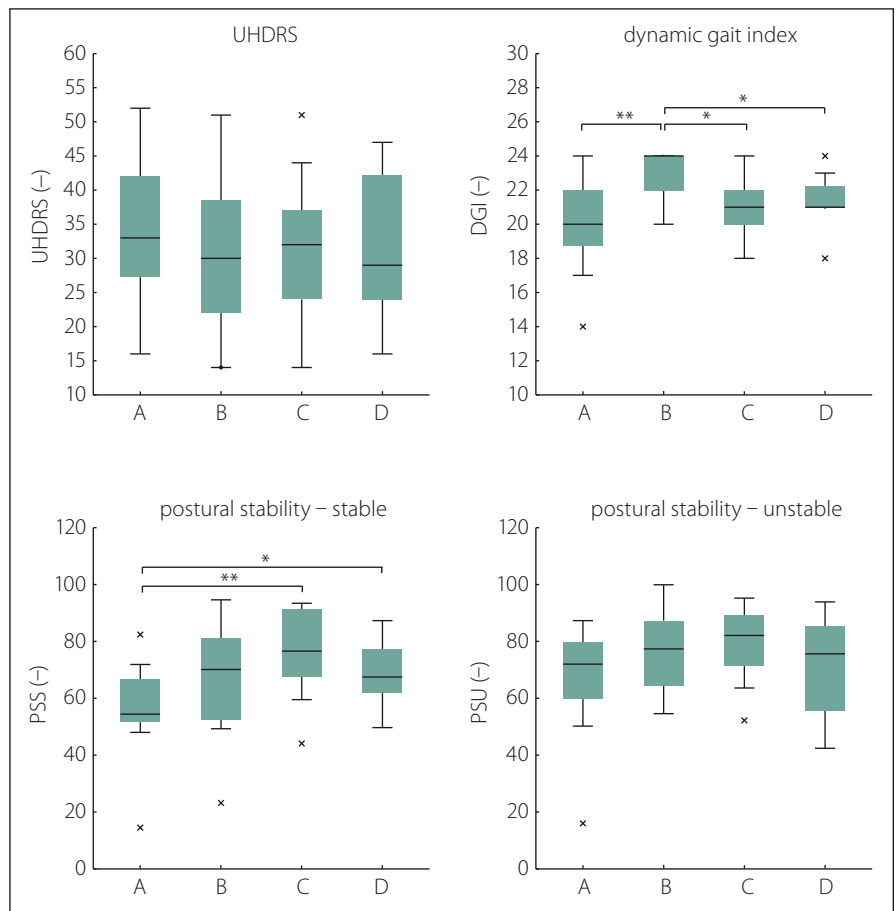 UHDRS
60
55
50
45
40
35
30
25
20
15
10
UHDRS (–)
A B C D
dynamic gait index
30
28
26
24
22
20
18
16
14
12
10
DGI (–)
** * *
A B C D
postural stability – stable
120
100
80
60
40
20
0
PSS (–)
* **
A B C D
postural stability – unstable
120
100
80
60
40
20
0
PSU (–)
A B C D